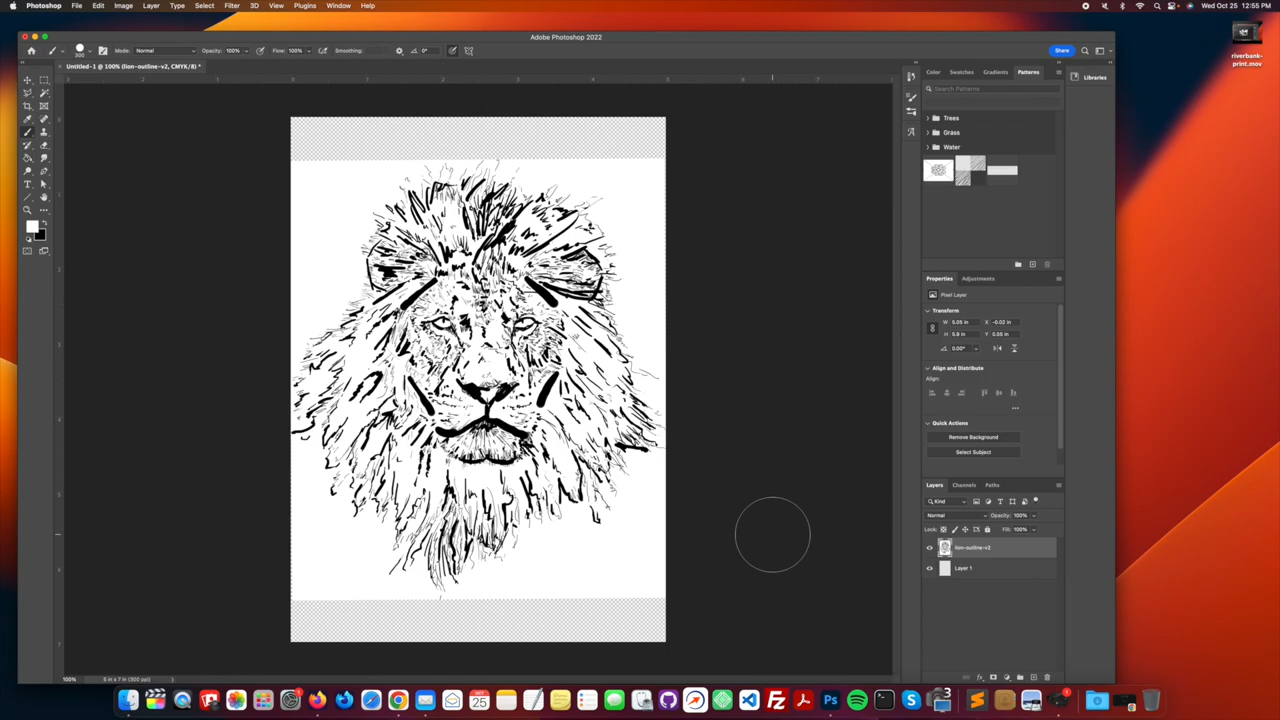 Photoshop File Edit Image Layer Type Select Filter 3D View Plugins Window Help
Wed Oct 25 12:55 PM
Adobe Photoshop 2022
300 Mode: Normal Opacity: 100% Flow: 100% Smoothing: 0° Share
Untitled-1 @ 100% (lion-outline-v2, CMYK/8) *
riverbank-
print.mov
Color Swatches Gradients Patterns
Libraries
Search Patterns
Trees
Grass
Water
Properties Adjustments
Pixel Layer
Transform
W 5.05 in X -0.02 in
H 5.9 in Y 0.55 in
0.00°
Align and Distribute
Align:
Quick Actions
Remove Background
Select Subject
Layers Channels Paths
Kind
Normal Opacity: 100%
Lock: Fill: 100%
lion-outline-v2
Layer 1
100% 5 in x 7 in (300 ppi)